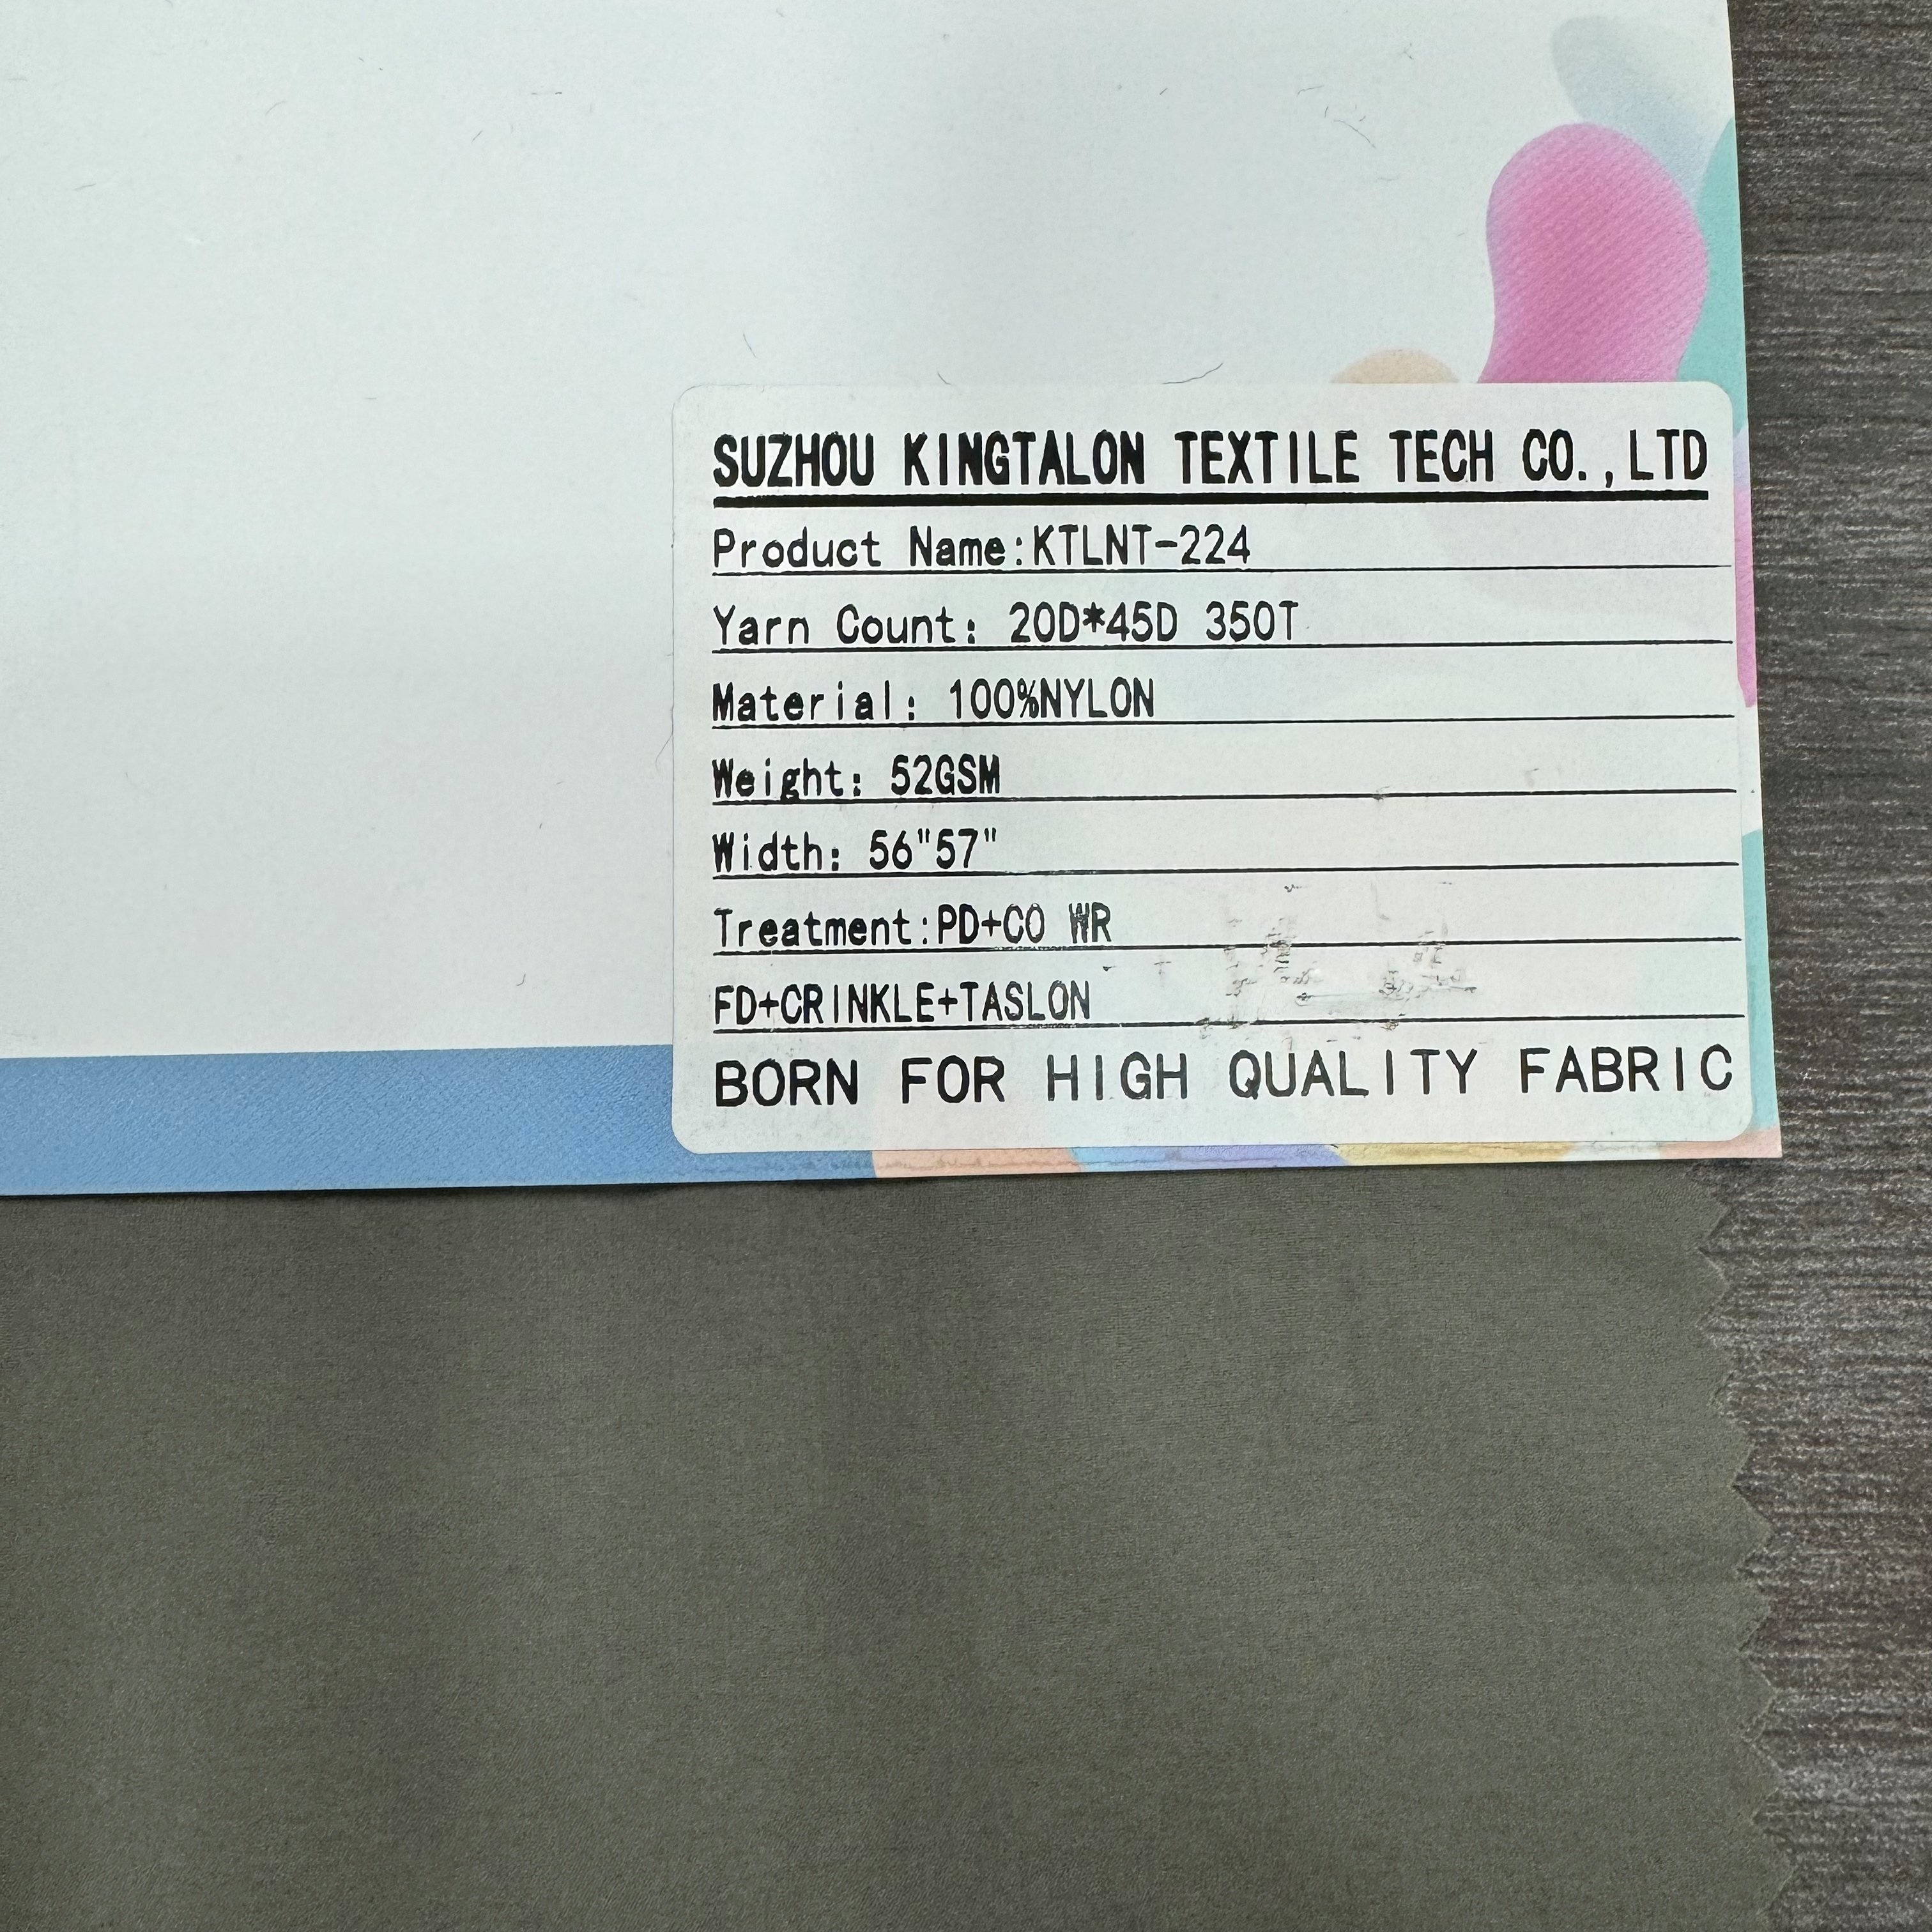 SUZHOU KINGTALON TEXTILE TECH CO.,LTD
Product Name:KTLNT-224
Yarn Count: 20D*45D 350T
Material: 100%NYLON
Weight: 52GSM
Width: 56"57"
Treatment:PD+CO WR
FD+CRINKLE+TASLON
BORN FOR HIGH QUALITY FABRIC